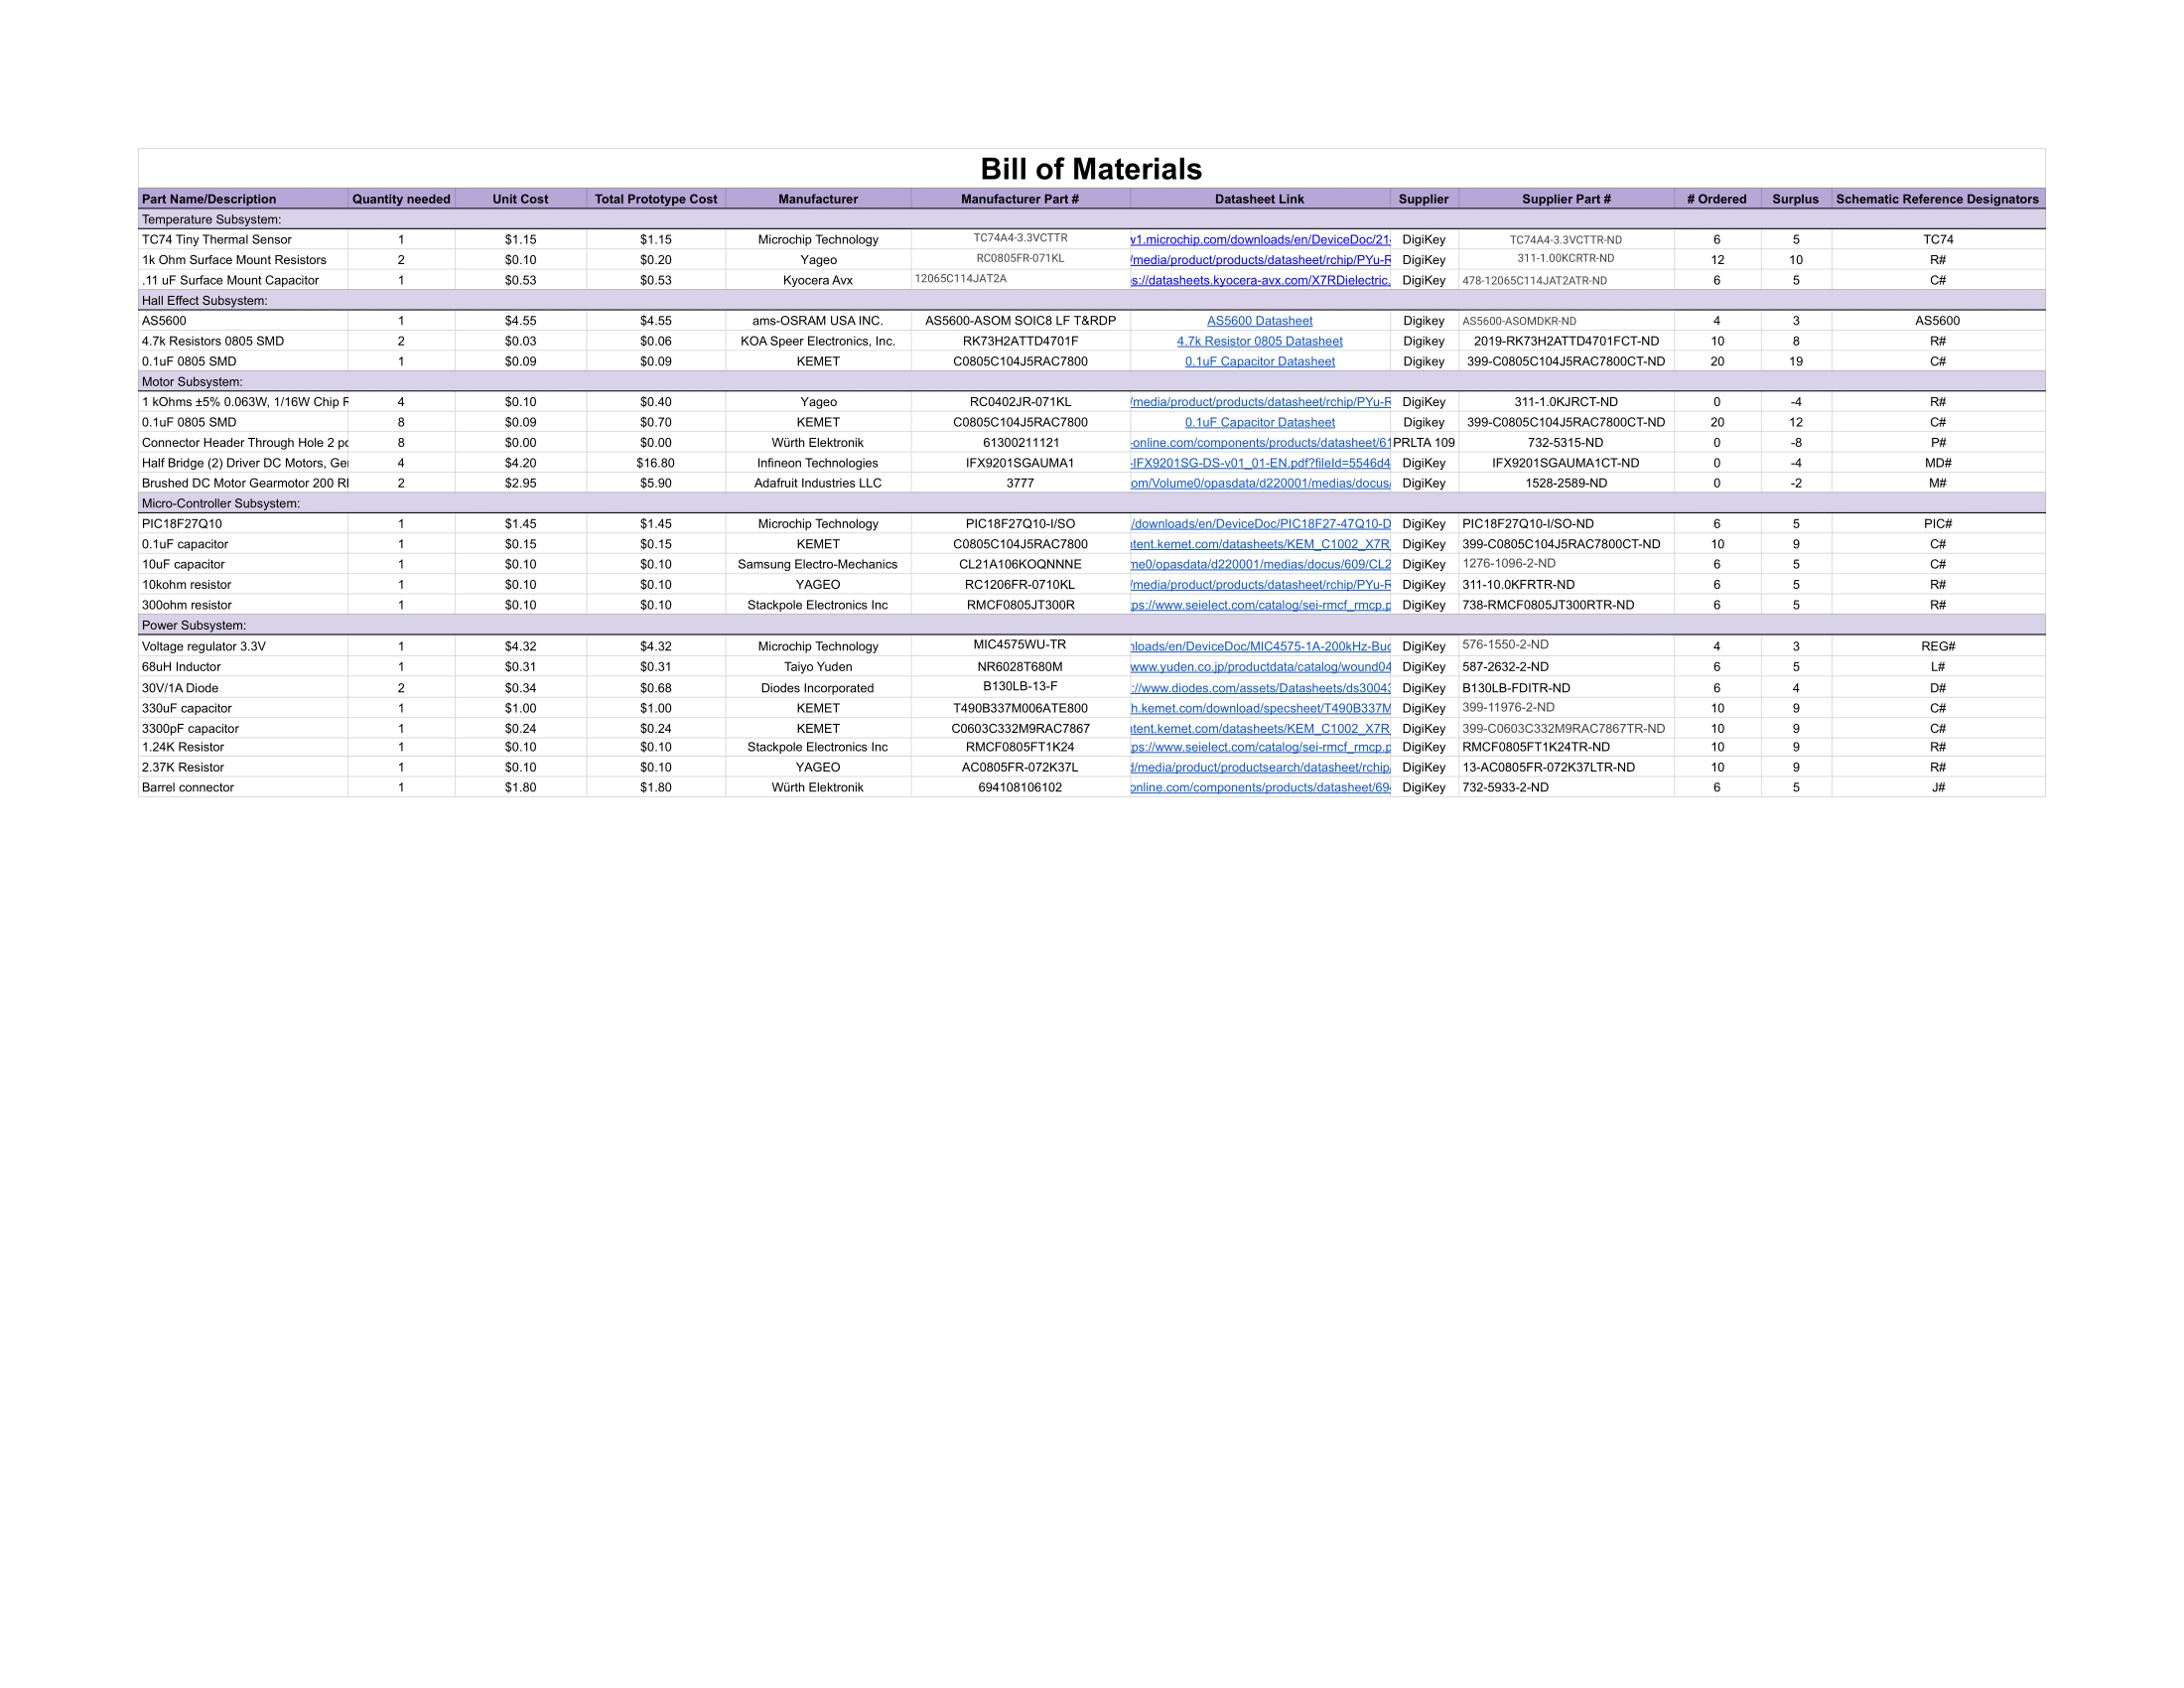 Bill of Materials
Part Name/Description Quantity needed Unit Cost Total Prototype Cost Manufacturer Manufacturer Part # Datasheet Link Supplier Supplier Part # # Ordered Surplus Schematic Reference Designators
Temperature Subsystem:
TC74 Tiny Thermal Sensor 1 $1.15 $1.15 Microchip Technology TC74A4-3.3VCTTR v1.microchip.com/downloads/en/DeviceDoc/21 DigiKey TC74A4-3.3VCTTR-ND 6 5 TC74
1k Ohm Surface Mount Resistors 2 $0.10 $0.20 Yageo RC0805FR-071KL /media/product/products/datasheet/rchip/PYu-R DigiKey 311-1.00KCRTR-ND 12 10 R#
.11 uF Surface Mount Capacitor 1 $0.53 $0.53 Kyocera Avx 12065C114JAT2A s://datasheets.kyocera-avx.com/X7RDielectric. DigiKey 478-12065C114JAT2ATR-ND 6 5 C#
Hall Effect Subsystem:
AS5600 1 $4.55 $4.55 ams-OSRAM USA INC. AS5600-ASOM SOIC8 LF T&RDP AS5600 Datasheet Digikey AS5600-ASOMDKR-ND 4 3 AS5600
4.7k Resistors 0805 SMD 2 $0.03 $0.06 KOA Speer Electronics, Inc. RK73H2ATTD4701F 4.7k Resistor 0805 Datasheet Digikey 2019-RK73H2ATTD4701FCT-ND 10 8 R#
0.1uF 0805 SMD 1 $0.09 $0.09 KEMET C0805C104J5RAC7800 0.1uF Capacitor Datasheet Digikey 399-C0805C104J5RAC7800CT-ND 20 19 C#
Motor Subsystem:
1 kOhms ±5% 0.063W, 1/16W Chip R 4 $0.10 $0.40 Yageo RC0402JR-071KL /media/product/products/datasheet/rchip/PYu-R DigiKey 311-1.0KJRCT-ND 0 -4 R#
0.1uF 0805 SMD 8 $0.09 $0.70 KEMET C0805C104J5RAC7800 0.1uF Capacitor Datasheet DigiKey 399-C0805C104J5RAC7800CT-ND 20 12 C#
Connector Header Through Hole 2 po 8 $0.00 $0.00 Würth Elektronik 61300211121 -online.com/components/products/datasheet/61 PRLTA 109 732-5315-ND 0 -8 P#
Half Bridge (2) Driver DC Motors, Ger 4 $4.20 $16.80 Infineon Technologies IFX9201SGAUMA1 -IFX9201SG-DS-v01_01-EN.pdf?fileId=5546d4 DigiKey IFX9201SGAUMA1CT-ND 0 -4 MD#
Brushed DC Motor Gearmotor 200 RI 2 $2.95 $5.90 Adafruit Industries LLC 3777 om/Volume0/opasdata/d220001/medias/docus/ DigiKey 1528-2589-ND 0 -2 M#
Micro-Controller Subsystem:
PIC18F27Q10 1 $1.45 $1.45 Microchip Technology PIC18F27Q10-I/SO /downloads/en/DeviceDoc/PIC18F27-47Q10-D DigiKey PIC18F27Q10-I/SO-ND 6 5 PIC#
0.1uF capacitor 1 $0.15 $0.15 KEMET C0805C104J5RAC7800 ntent.kemet.com/datasheets/KEM_C1002_X7R_ DigiKey 399-C0805C104J5RAC7800CT-ND 10 9 C#
10uF capacitor 1 $0.10 $0.10 Samsung Electro-Mechanics CL21A106KOQNNNE me0/opasdata/d220001/medias/docus/609/CL2 DigiKey 1276-1096-2-ND 6 5 C#
10kohm resistor 1 $0.10 $0.10 YAGEO RC1206FR-0710KL /media/product/products/datasheet/rchip/PYu-R DigiKey 311-10.0KFRTR-ND 6 5 R#
300ohm resistor 1 $0.10 $0.10 Stackpole Electronics Inc RMCF0805JT300R ps://www.seielect.com/catalog/sei-rmcf_rmcp.p DigiKey 738-RMCF0805JT300RTR-ND 6 5 R#
Power Subsystem:
Voltage regulator 3.3V 1 $4.32 $4.32 Microchip Technology MIC4575WU-TR nloads/en/DeviceDoc/MIC4575-1A-200kHz-Buc DigiKey 576-1550-2-ND 4 3 REG#
68uH Inductor 1 $0.31 $0.31 Taiyo Yuden NR6028T680M www.yuden.co.jp/productdata/catalog/wound04 DigiKey 587-2632-2-ND 6 5 L#
30V/1A Diode 2 $0.34 $0.68 Diodes Incorporated B130LB-13-F ://www.diodes.com/assets/Datasheets/ds30043 DigiKey B130LB-FDITR-ND 6 4 D#
330uF capacitor 1 $1.00 $1.00 KEMET T490B337M006ATE800 h.kemet.com/download/specsheet/T490B337M DigiKey 399-11976-2-ND 10 9 C#
3300pF capacitor 1 $0.24 $0.24 KEMET C0603C332M9RAC7867 ntent.kemet.com/datasheets/KEM_C1002_X7R_ DigiKey 399-C0603C332M9RAC7867TR-ND 10 9 C#
1.24K Resistor 1 $0.10 $0.10 Stackpole Electronics Inc RMCF0805FT1K24 ps://www.seielect.com/catalog/sei-rmcf_rmcp.p DigiKey RMCF0805FT1K24TR-ND 10 9 R#
2.37K Resistor 1 $0.10 $0.10 YAGEO AC0805FR-072K37L d/media/product/productsearch/datasheet/rchip/ DigiKey 13-AC0805FR-072K37LTR-ND 10 9 R#
Barrel connector 1 $1.80 $1.80 Würth Elektronik 694108106102 online.com/components/products/datasheet/69 DigiKey 732-5933-2-ND 6 5 J#